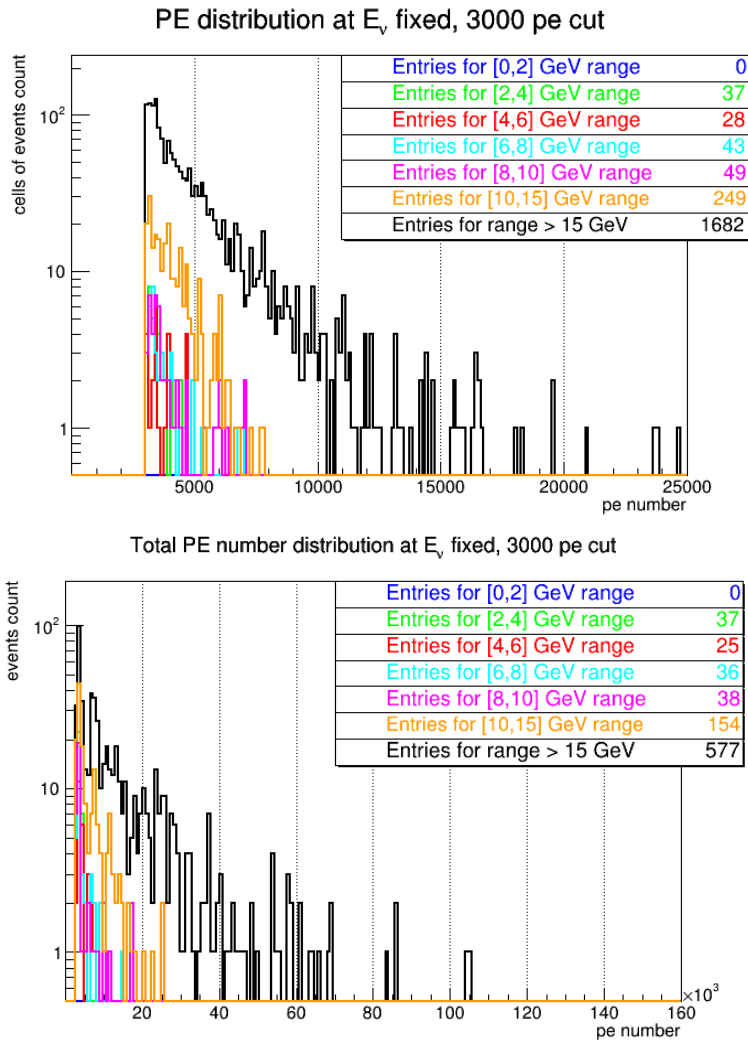 PE distribution at Eν fixed, 3000 pe cut
cells of events count
Entries for [0,2] GeV range 0
Entries for [2,4] GeV range 37
Entries for [4,6] GeV range 28
Entries for [6,8] GeV range 43
Entries for [8,10] GeV range 49
Entries for [10,15] GeV range 249
Entries for range > 15 GeV 1682
10²
10
1
5000 10000 15000 20000 25000
pe number
Total PE number distribution at Eν fixed, 3000 pe cut
events count
Entries for [0,2] GeV range 0
Entries for [2,4] GeV range 37
Entries for [4,6] GeV range 25
Entries for [6,8] GeV range 36
Entries for [8,10] GeV range 38
Entries for [10,15] GeV range 154
Entries for range > 15 GeV 577
10²
10
1
20 40 60 80 100 120 140 160
×10³
pe number